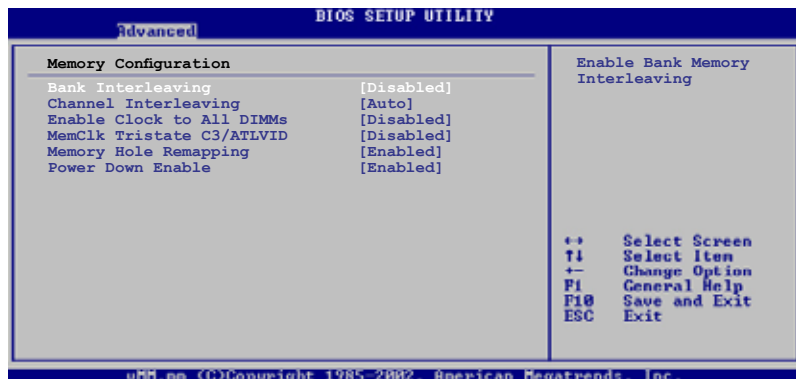 BIOS SETUP UTILITY
Advanced
Memory Configuration
Bank Interleaving [Disabled]
Channel Interleaving [Auto]
Enable Clock to All DIMMs [Disabled]
MemClk Tristate C3/ATLVID [Disabled]
Memory Hole Remapping [Enabled]
Power Down Enable [Enabled]
Enable Bank Memory
Interleaving
↔ Select Screen
↑↓ Select Item
+- Change Option
F1 General Help
F10 Save and Exit
ESC Exit
(C)Copyright 1985-2002, American Megatrends, Inc.